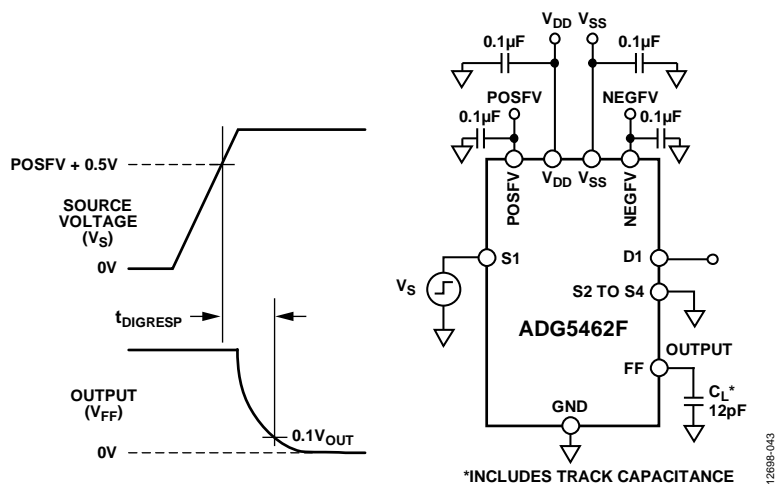 POSFV + 0.5V
SOURCE
VOLTAGE
(VS)
0V
tDIGRESP
OUTPUT
(VFF)
0V
0.1VOUT
VDD VSS
0.1µF
0.1µF
POSFV
NEGFV
0.1µF
0.1µF
POSFV
VDD
VSS
NEGFV
S1
D1
VS
S2 TO S4
ADG5462F
OUTPUT
FF
CL*
12pF
GND
*INCLUDES TRACK CAPACITANCE
12698-043